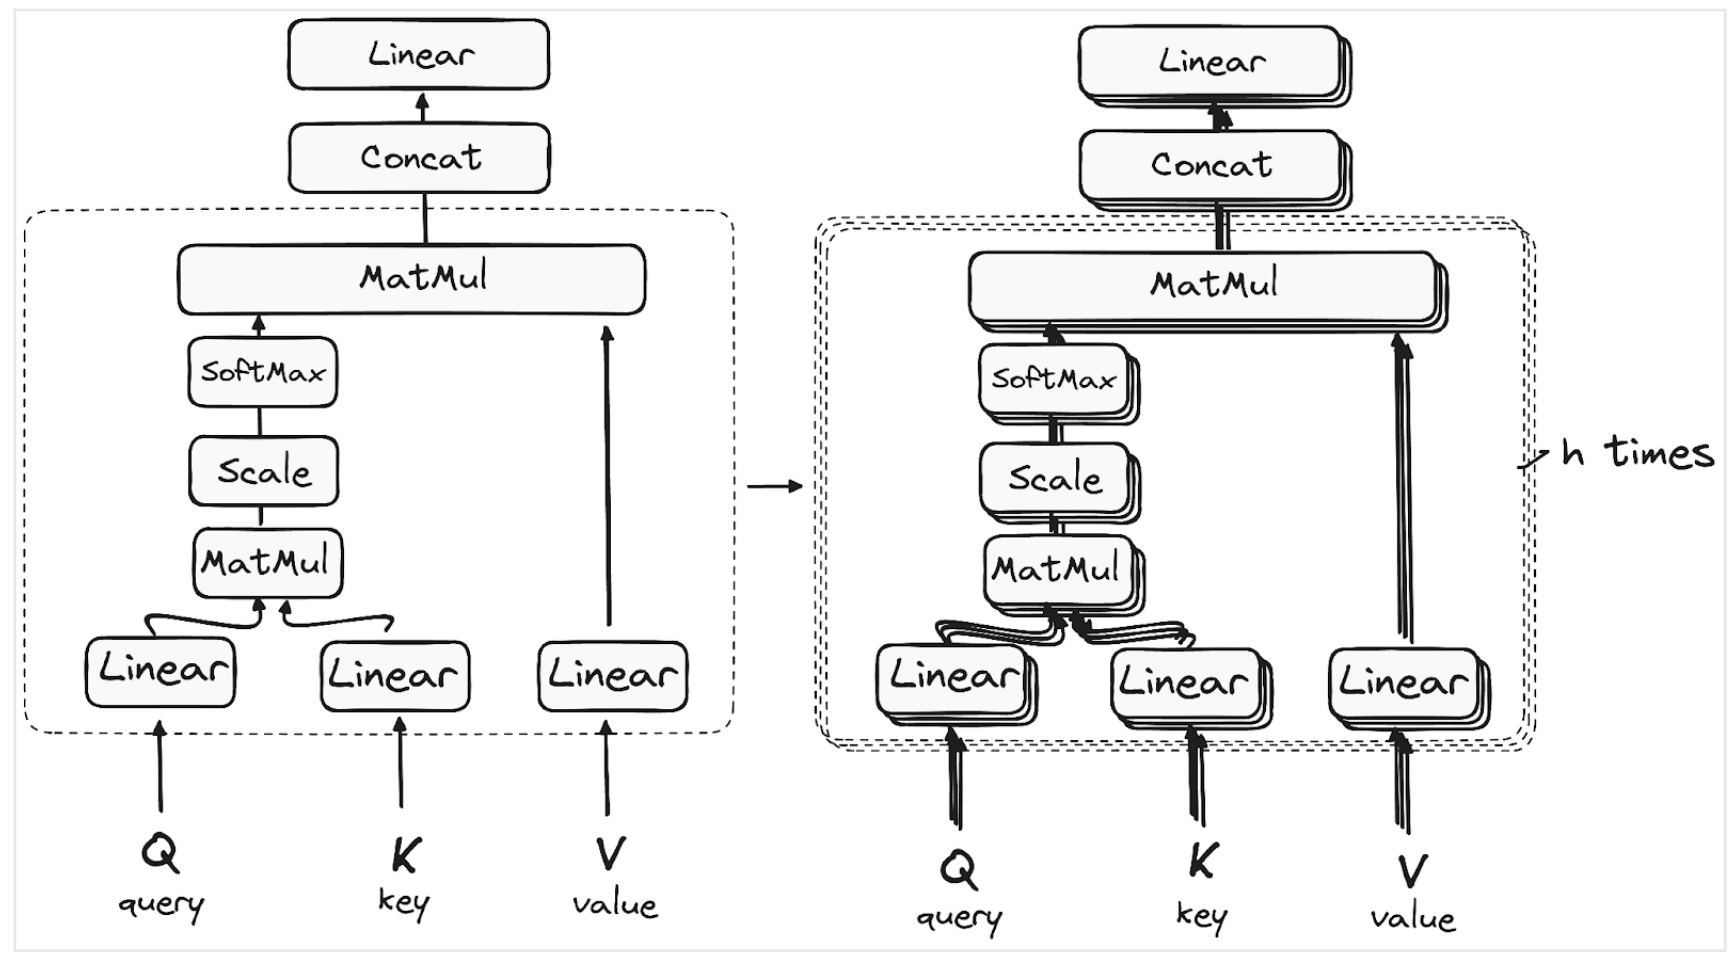 Linear
Concat
MatMul
SoftMax
Scale
MatMul
Linear
Linear
Linear
Q
K
V
query
key
value
Linear
Concat
MatMul
SoftMax
Scale
MatMul
Linear
Linear
Linear
h times
Q
K
V
query
key
value